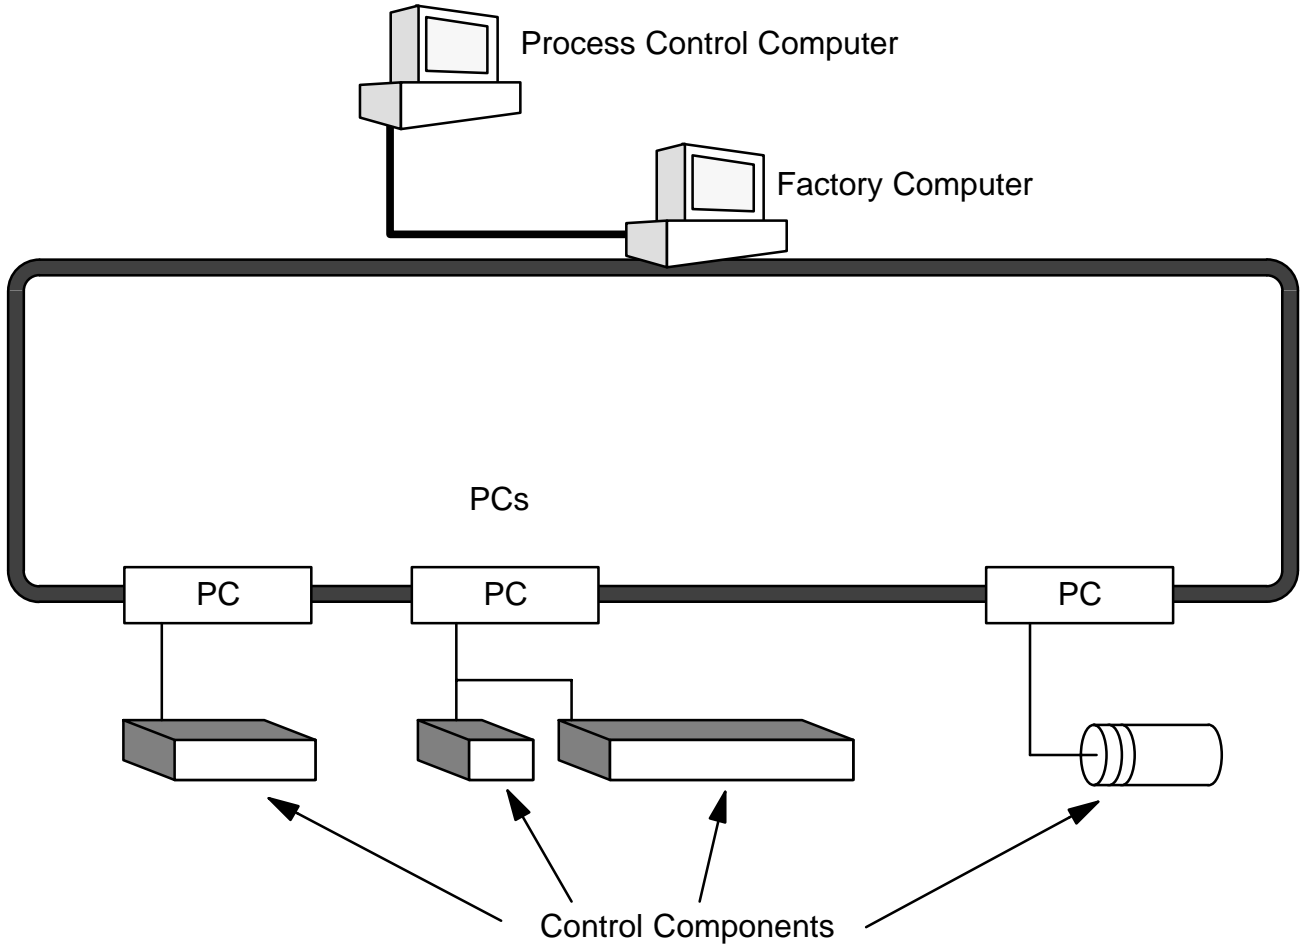 Process Control Computer
Factory Computer
PCs
PC
PC
PC
Control Components